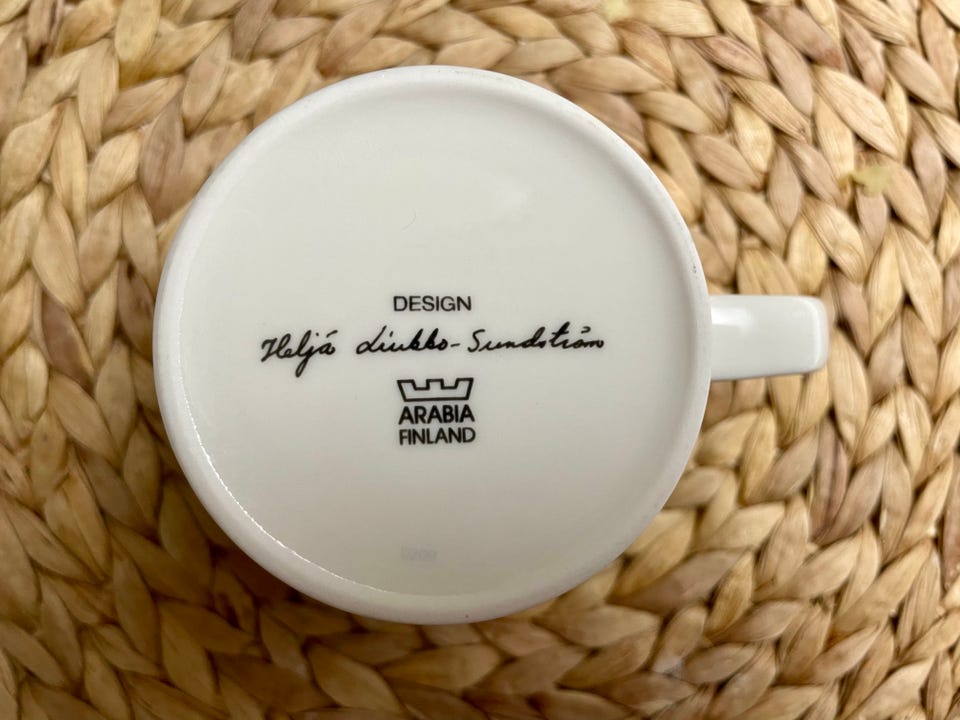 DESIGN
Heljä Liukko-Sundström
ARABIA
FINLAND